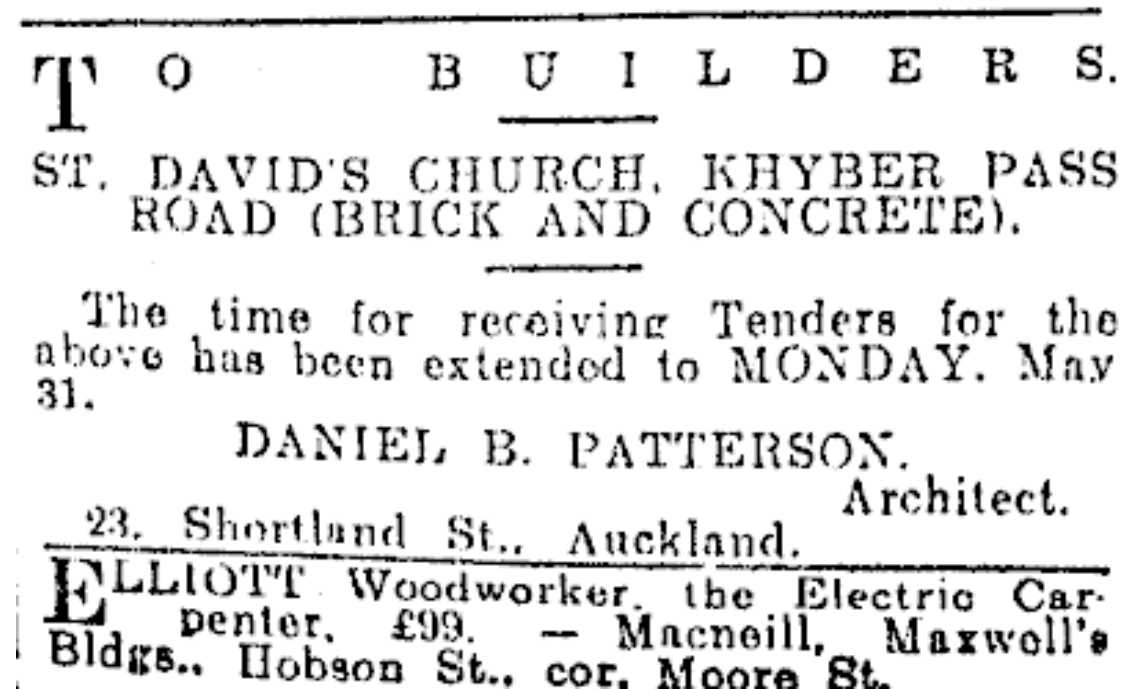 TO BUILDERS.
ST. DAVID'S CHURCH, KHYBER PASS
ROAD (BRICK AND CONCRETE).
The time for receiving Tenders for the
above has been extended to MONDAY, May
31.
DANIEL B. PATTERSON,
Architect.
23, Shortland St., Auckland.
ELLIOTT Woodworker, the Electric Car-
penter, £99. — Macneill, Maxwell's
Bldgs., Hobson St., cor. Moore St.